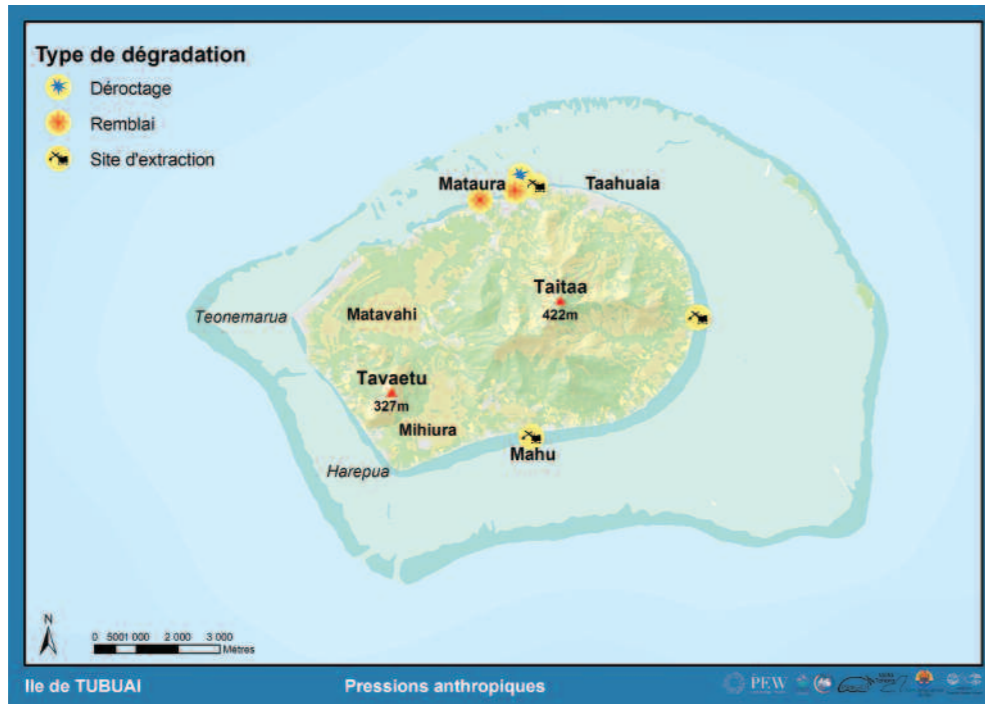 Type de dégradation
Déroctage
Remblai
Site d'extraction
Mataura
Taahuaia
Taitaa
422m
Teonemarua
Matavahi
Tavaetu
327m
Mihiura
Mahu
Harepua
N
0 5001 000 2 000 3 000
Mètres
Ile de TUBUAI
Pressions anthropiques
PEW